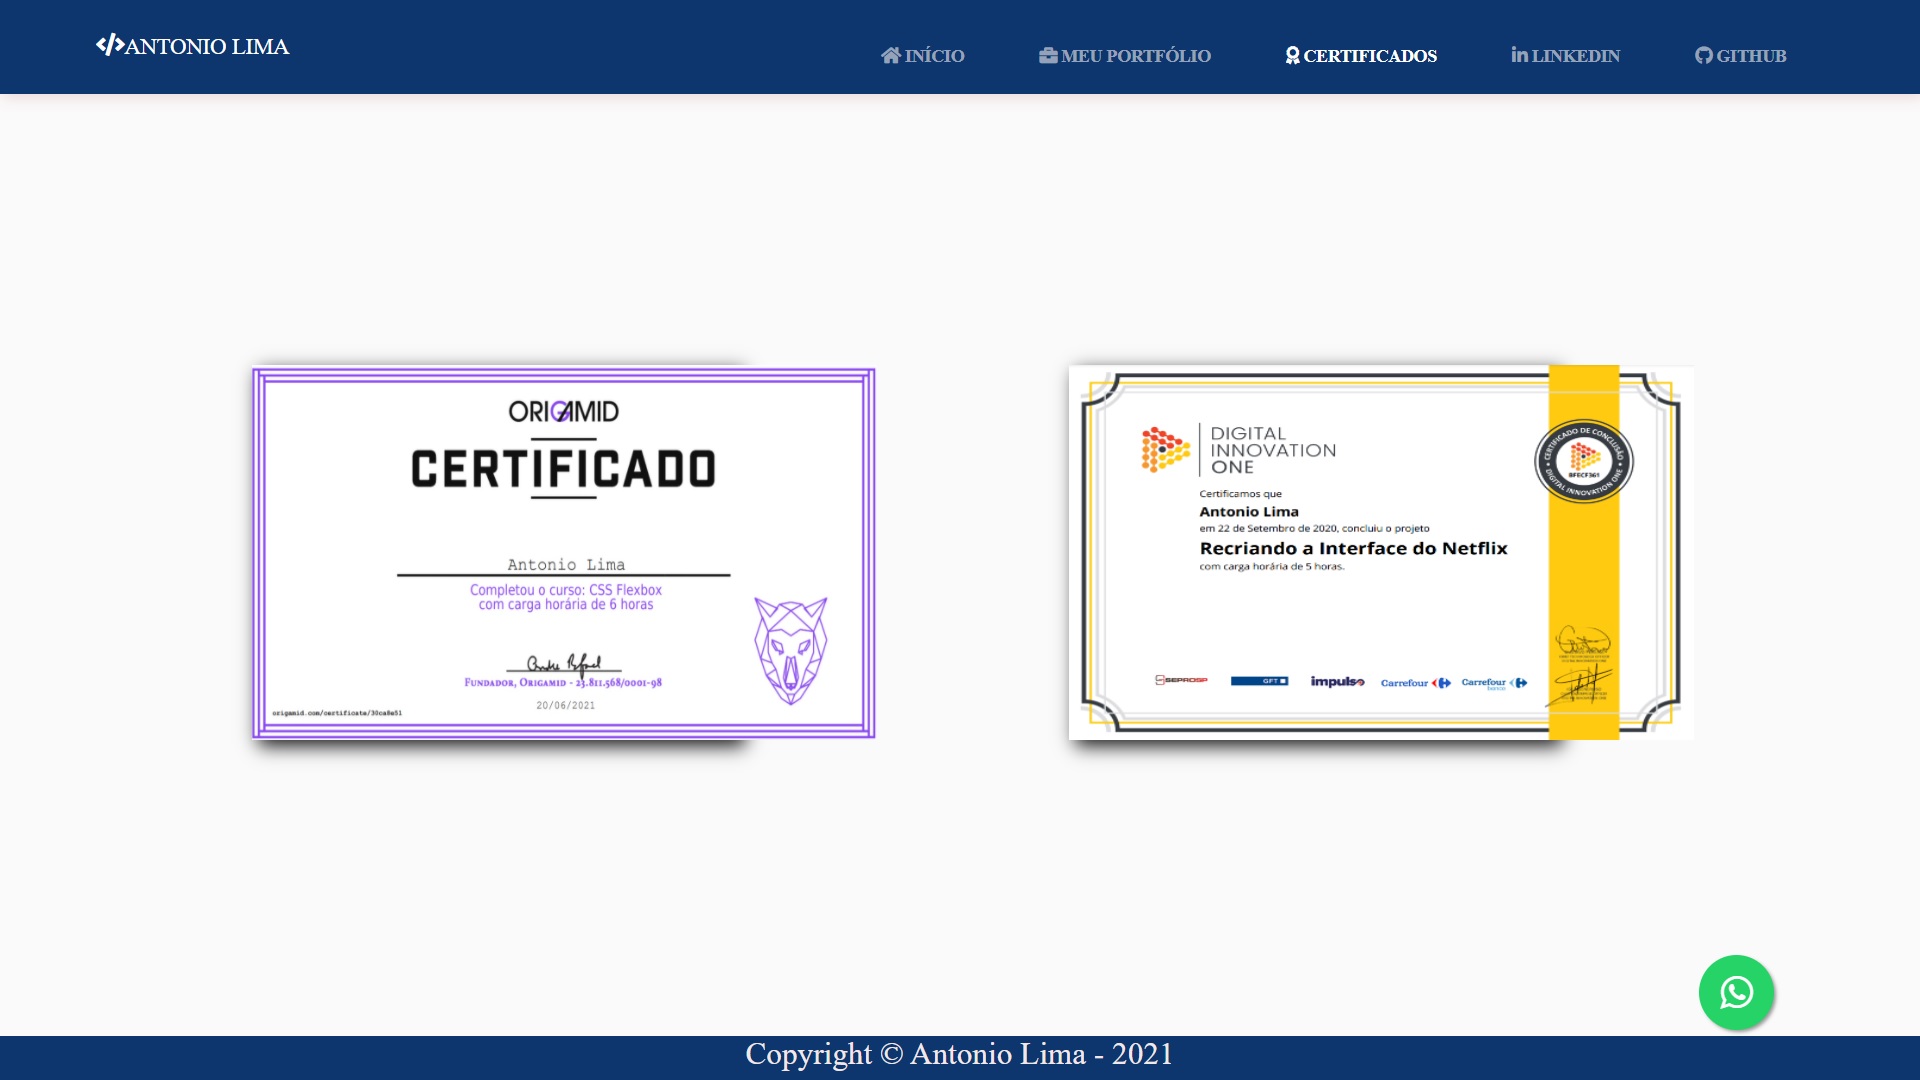 ANTONIO LIMA
INÍCIO
MEU PORTFÓLIO
CERTIFICADOS
LINKEDIN
GITHUB
ORIGAMID
CERTIFICADO
Antonio Lima
Completou o curso: CSS Flexbox
com carga horária de 6 horas
Fundador, Origamid - 23.811.568/0001-98
20/06/2021
origamid.com/certificate/30ca8e51
DIGITAL
INNOVATION
ONE
Certificamos que
Antonio Lima
em 22 de Setembro de 2020, concluiu o projeto
Recriando a Interface do Netflix
com carga horária de 5 horas.
CERTIFICADO DE CONCLUSÃO
BFECF361
DIGITAL INNOVATION ONE
SEPROSP
GFT
impulso
Carrefour
Carrefour
banco
Copyright © Antonio Lima - 2021